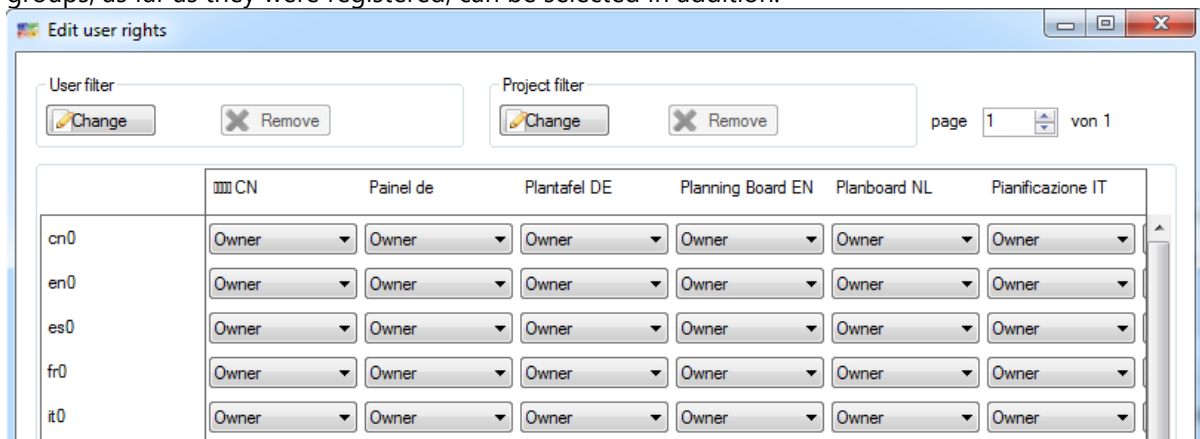 groups, as far as they were registered, can be selected in addition.
Edit user rights
User filter Project filter
Change Remove Change Remove page 1 von 1
CN Painel de Plantafel DE Planning Board EN Planboard NL Pianificazione IT
cn0 Owner Owner Owner Owner Owner Owner
en0 Owner Owner Owner Owner Owner Owner
es0 Owner Owner Owner Owner Owner Owner
fr0 Owner Owner Owner Owner Owner Owner
it0 Owner Owner Owner Owner Owner Owner